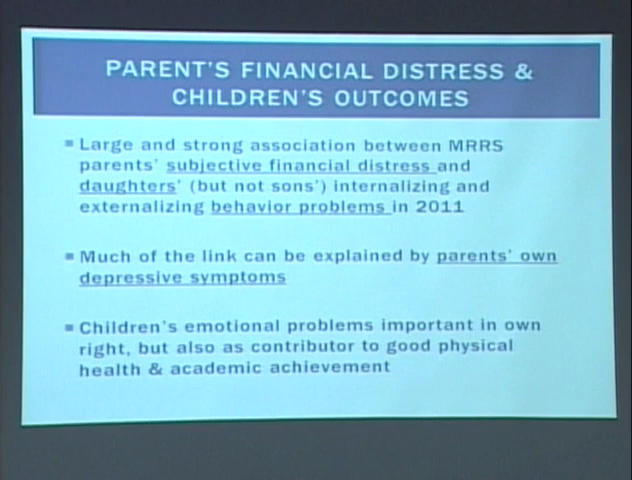 PARENT'S FINANCIAL DISTRESS &
CHILDREN'S OUTCOMES
▪ Large and strong association between MRRS
parents' subjective financial distress and
daughters' (but not sons') internalizing and
externalizing behavior problems in 2011
▪ Much of the link can be explained by parents' own
depressive symptoms
▪ Children's emotional problems important in own
right, but also as contributor to good physical
health & academic achievement